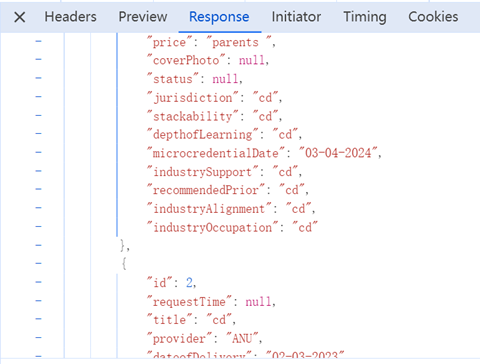 Headers Preview Response Initiator Timing Cookies
"price": "parents ",
"coverPhoto": null,
"status": null,
"jurisdiction": "cd",
"stackability": "cd",
"depthofLearning": "cd",
"microcredentialDate": "03-04-2024",
"industrySupport": "cd",
"recommendedPrior": "cd",
"industryAlignment": "cd",
"industryOccupation": "cd"
},
{
"id": 2,
"requestTime": null,
"title": "cd",
"provider": "ANU",
"dateofDelivery": "02-03-2023"